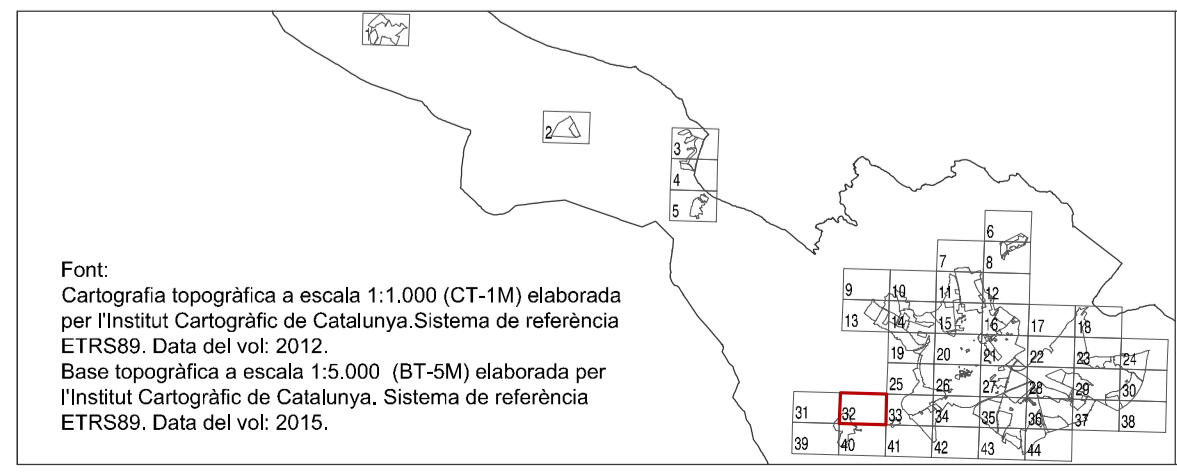 1
2
3
4
5
6
7 8
9 10 11 12
13 14 15 16 17 18
19 20 21 22 23 24
25 26 27 28 29 30
31 32 33 34 35 36 37 38
39 40 41 42 43 44
Font:
Cartografia topogràfica a escala 1:1.000 (CT-1M) elaborada
per l'Institut Cartogràfic de Catalunya.Sistema de referència
ETRS89. Data del vol: 2012.
Base topogràfica a escala 1:5.000 (BT-5M) elaborada per
l'Institut Cartogràfic de Catalunya. Sistema de referència
ETRS89. Data del vol: 2015.